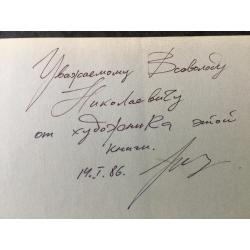 Уважаемому Всеволоду
Николаевичу
от художника этой
книги.
14.I.86.